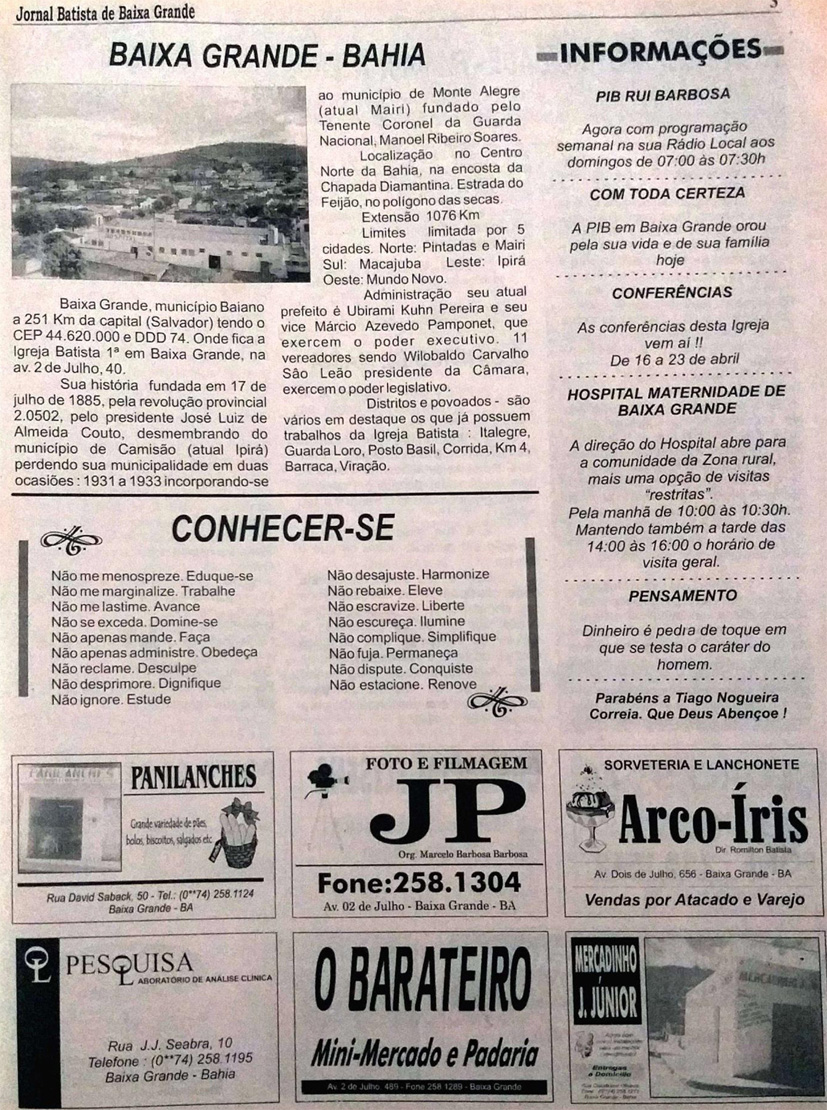 Jornal Batista de Baixa Grande
BAIXA GRANDE - BAHIA
Baixa Grande, município Baiano
a 251 Km da capital (Salvador) tendo o
CEP 44.620.000 e DDD 74. Onde fica a
Igreja Batista 1ª em Baixa Grande, na
av. 2 de Julho, 40.
Sua história fundada em 17 de
julho de 1885, pela revolução provincial
2.0502, pelo presidente José Luiz de
Almeida Couto, desmembrando do
município de Camisão (atual Ipirá)
perdendo sua municipalidade em duas
ocasiões : 1931 a 1933 incorporando-se
ao município de Monte Alegre
(atual Mairi) fundado pelo
Tenente Coronel da Guarda
Nacional, Manoel Ribeiro Soares.
Localização no Centro
Norte da Bahia, na encosta da
Chapada Diamantina. Estrada do
Feijão, no polígono das secas.
Extensão 1076 Km
Limites limitada por 5
cidades. Norte: Pintadas e Mairi
Sul: Macajuba Leste: Ipirá
Oeste: Mundo Novo.
Administração seu atual
prefeito é Ubirami Kuhn Pereira e seu
vice Márcio Azevedo Pamponet, que
exercem o poder executivo. 11
vereadores sendo Wilobaldo Carvalho
São Leão presidente da Câmara,
exercem o poder legislativo.
Distritos e povoados - são
vários em destaque os que já possuem
trabalhos da Igreja Batista : Italegre,
Guarda Loro, Posto Basil, Corrida, Km 4,
Barraca, Viração.
INFORMAÇÕES
PIB RUI BARBOSA
Agora com programação
semanal na sua Rádio Local aos
domingos de 07:00 às 07:30h
COM TODA CERTEZA
A PIB em Baixa Grande orou
pela sua vida e de sua família
hoje
CONFERÊNCIAS
As conferências desta Igreja
vem aí !!
De 16 a 23 de abril
HOSPITAL MATERNIDADE DE
BAIXA GRANDE
A direção do Hospital abre para
a comunidade da Zona rural,
mais uma opção de visitas
“restritas”.
Pela manhã de 10:00 às 10:30h.
Mantendo também a tarde das
14:00 às 16:00 o horário de
visita geral.
PENSAMENTO
Dinheiro é pedra de toque em
que se testa o caráter do
homem.
Parabéns a Tiago Nogueira
Correia. Que Deus Abençoe !
CONHECER-SE
Não me menospreze. Eduque-se
Não me marginalize. Trabalhe
Não me lastime. Avance
Não se exceda. Domine-se
Não apenas mande. Faça
Não apenas administre. Obedeça
Não reclame. Desculpe
Não desprimore. Dignifique
Não ignore. Estude
Não desajuste. Harmonize
Não rebaixe. Eleve
Não escravize. Liberte
Não escureça. Ilumine
Não complique. Simplifique
Não fuja. Permaneça
Não dispute. Conquiste
Não estacione. Renove
PANILANCHES
Grande variedade de pães,
bolos, biscoitos, salgados etc
Rua David Saback, 50 - Tel.: (0**74) 258.1124
Baixa Grande - BA
FOTO E FILMAGEM
JP
Org. Marcelo Barbosa Barbosa
Fone:258.1304
Av. 02 de Julho - Baixa Grande - BA
SORVETERIA E LANCHONETE
Arco-Íris
Dir. Romilton Batista
Av. Dois de Julho, 656 - Baixa Grande - BA
Vendas por Atacado e Varejo
PESQUISA
LABORATÓRIO DE ANÁLISE CLÍNICA
Rua J.J. Seabra, 10
Telefone : (0**74) 258.1195
Baixa Grande - Bahia
O BARATEIRO
Mini-Mercado e Padaria
Av. 2 de Julho, 489 - Fone 258 1289 - Baixa Grande
MERCADINHO
J. JÚNIOR
Entregas
a Domicílio
Baixa Grande - Bahia